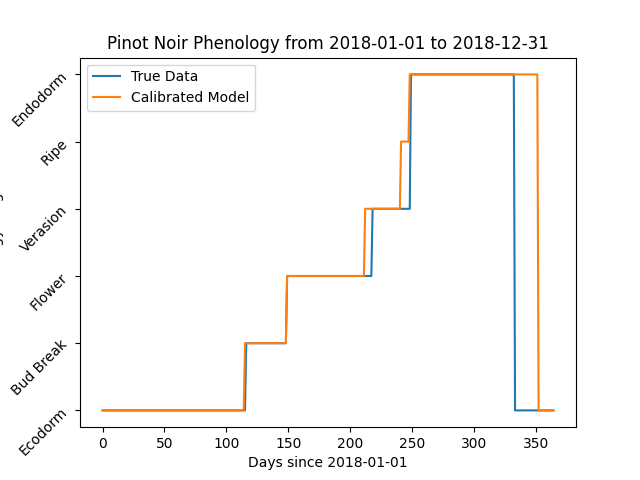 Pinot Noir Phenology from 2018-01-01 to 2018-12-31
True Data
Calibrated Model
Endodorm
Ripe
Verasion
Flower
Bud Break
Ecodorm
0 50 100 150 200 250 300 350
Days since 2018-01-01